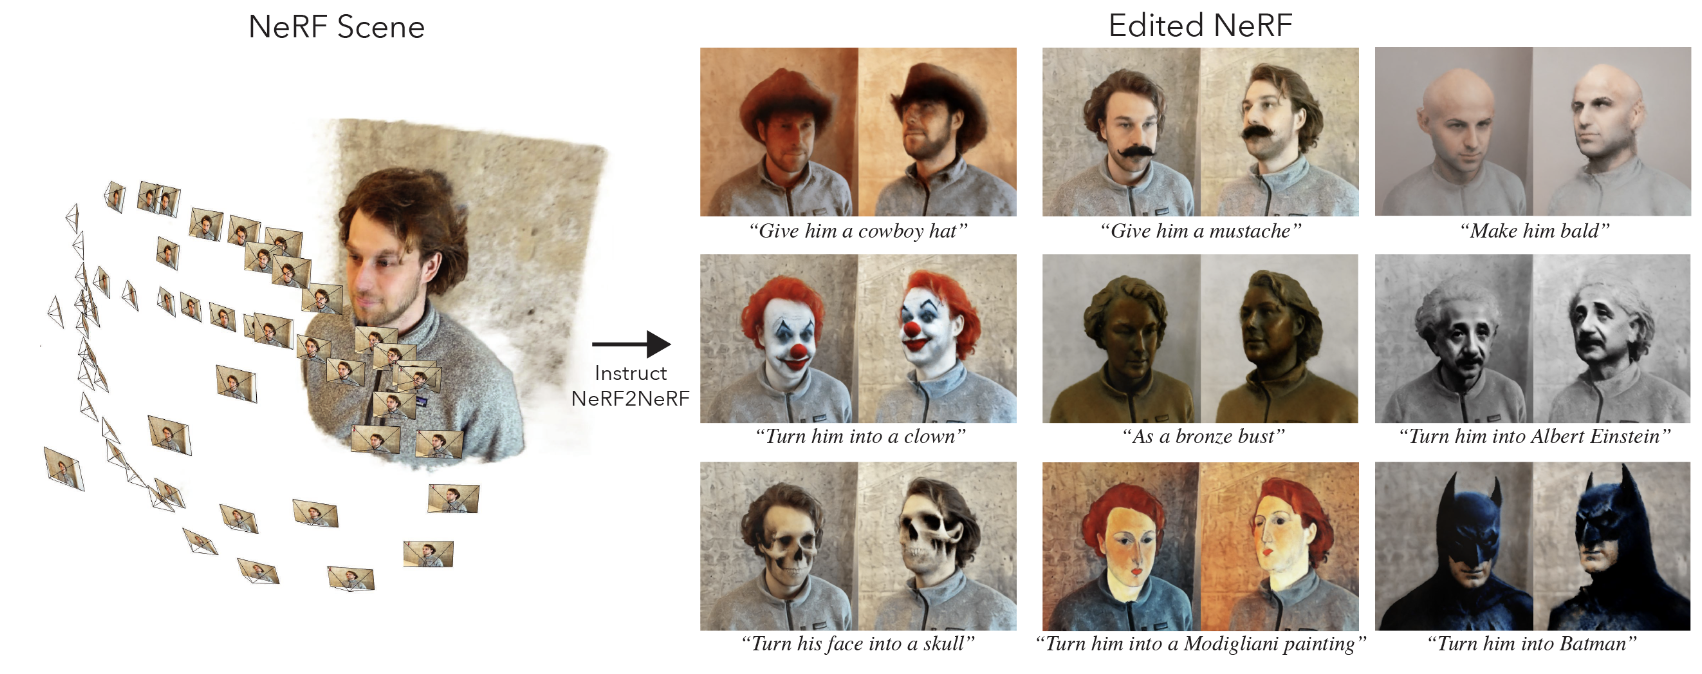 NeRF Scene
Edited NeRF
Instruct
NeRF2NeRF
“Give him a cowboy hat”
“Give him a mustache”
“Make him bald”
“Turn him into a clown”
“As a bronze bust”
“Turn him into Albert Einstein”
“Turn his face into a skull”
“Turn him into a Modigliani painting”
“Turn him into Batman”